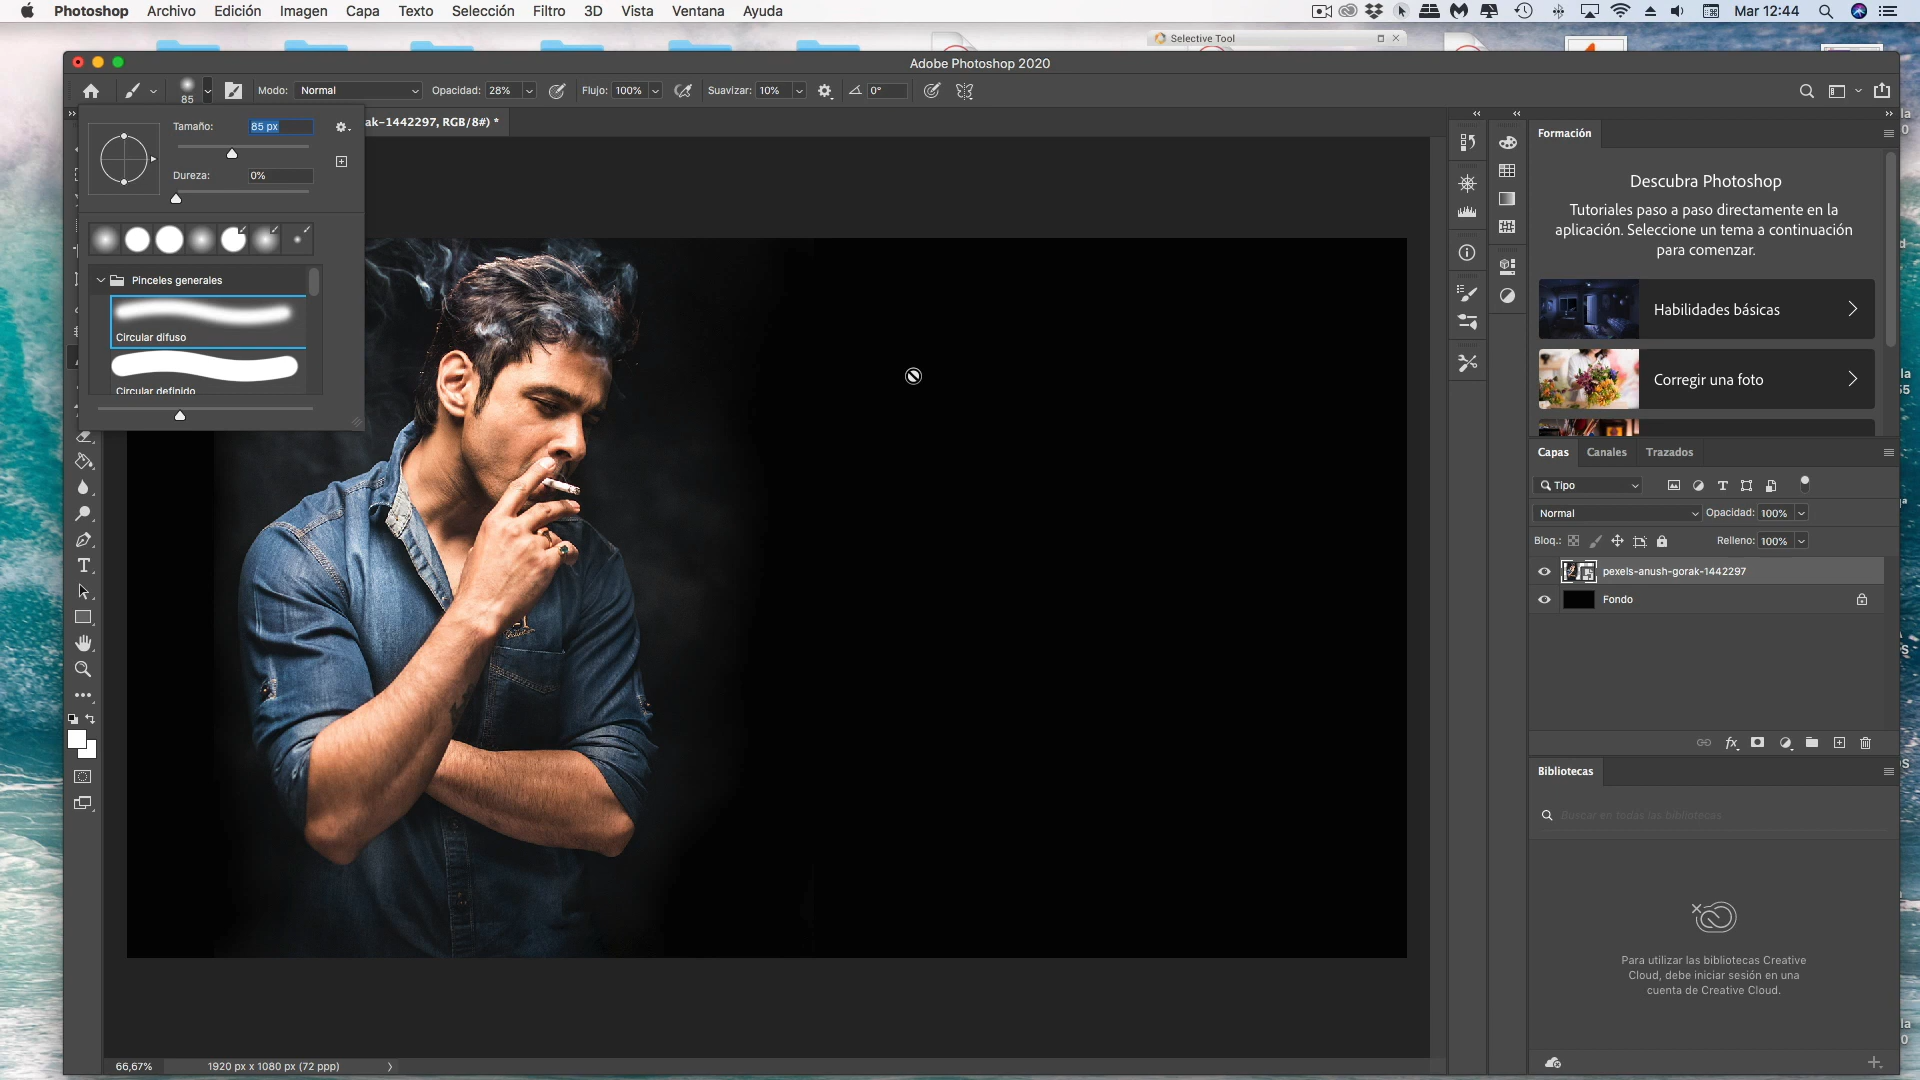 Photoshop Archivo Edición Imagen Capa Texto Selección Filtro 3D Vista Ventana Ayuda Mar 12:44
Selective Tool
Adobe Photoshop 2020
85 Modo: Normal Opacidad: 28% Flujo: 100% Suavizar: 10% 0°
ak-1442297, RGB/8#) *
Tamaño: 85 px
Dureza: 0%
Pinceles generales
Circular difuso
Circular definido
Formación
Descubra Photoshop
Tutoriales paso a paso directamente en la
aplicación. Seleccione un tema a continuación
para comenzar.
Habilidades básicas
Corregir una foto
Capas Canales Trazados
Tipo
Normal Opacidad: 100%
Bloq.: Relleno: 100%
pexels-anush-gorak-1442297
Fondo
Bibliotecas
Buscar en todas las bibliotecas
Para utilizar las bibliotecas Creative
Cloud, debe iniciar sesión en una
cuenta de Creative Cloud.
66,67% 1920 px x 1080 px (72 ppp)